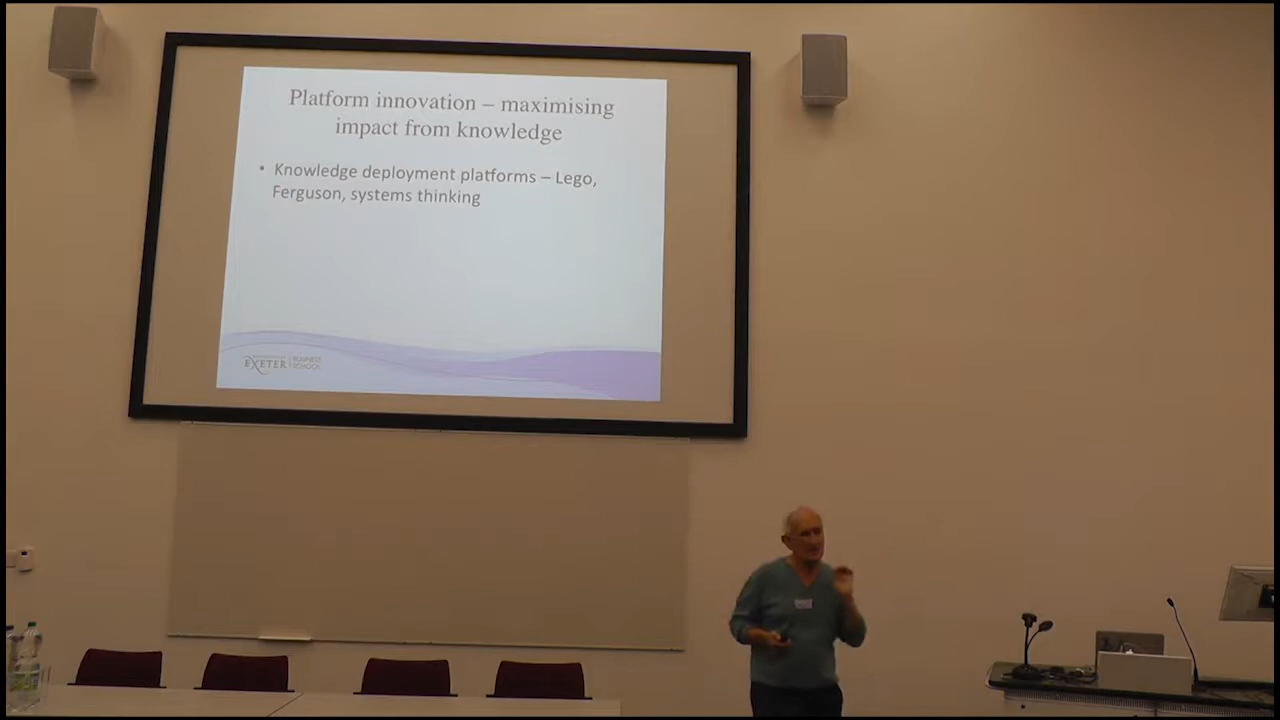 Platform innovation – maximising
impact from knowledge
• Knowledge deployment platforms – Lego,
Ferguson, systems thinking
EXETER
BUSINESS
SCHOOL